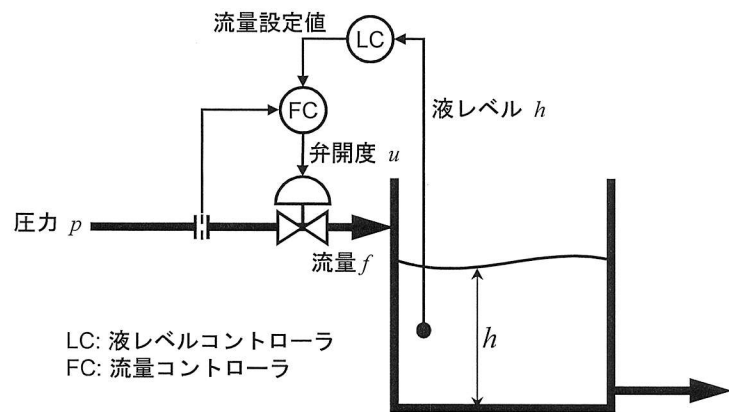 流量設定値
LC
FC
液レベル h
弁開度 u
圧力 p
流量 f
h
LC: 液レベルコントローラ
FC: 流量コントローラ